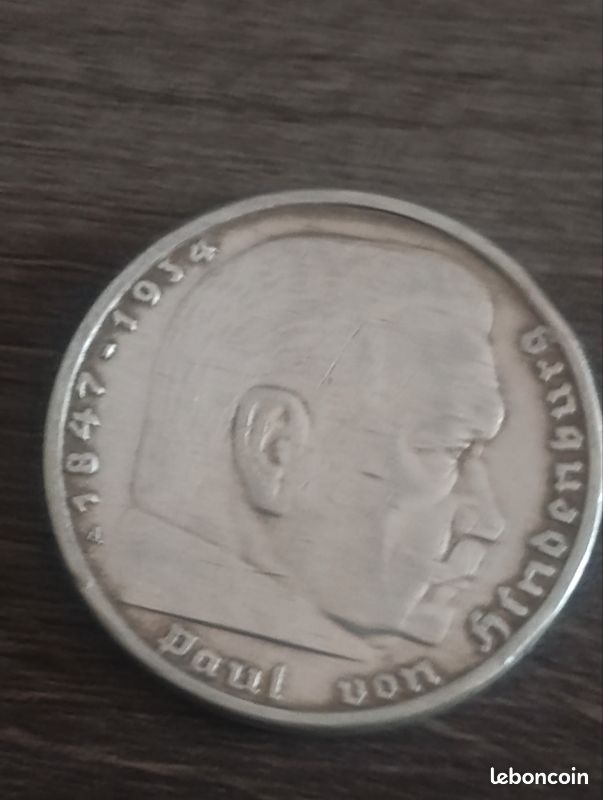 A 1847-1934
Paul von Hindenburg
leboncoin